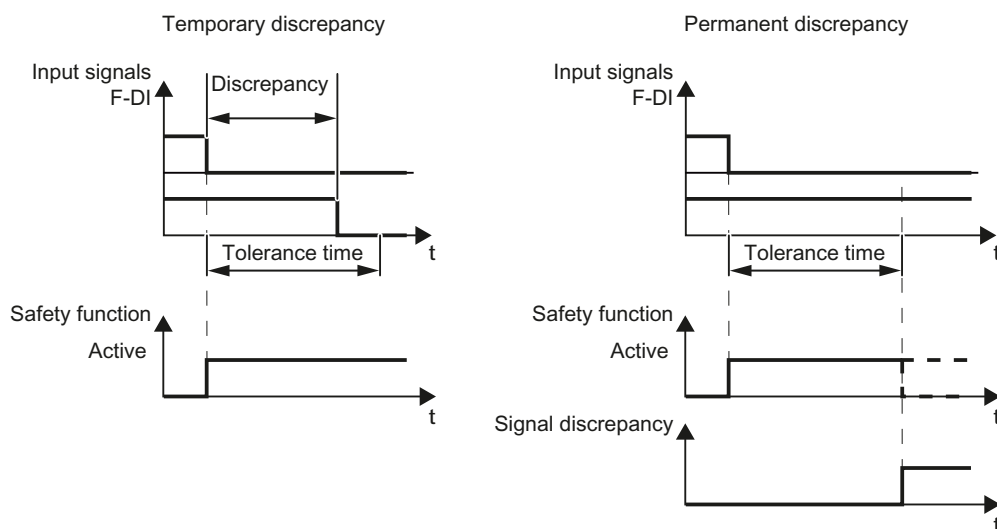 Temporary discrepancy
Input signals
F-DI
Discrepancy
t
Tolerance time
Safety function
Active
t
Permanent discrepancy
Input signals
F-DI
t
Tolerance time
Safety function
Active
t
Signal discrepancy
t